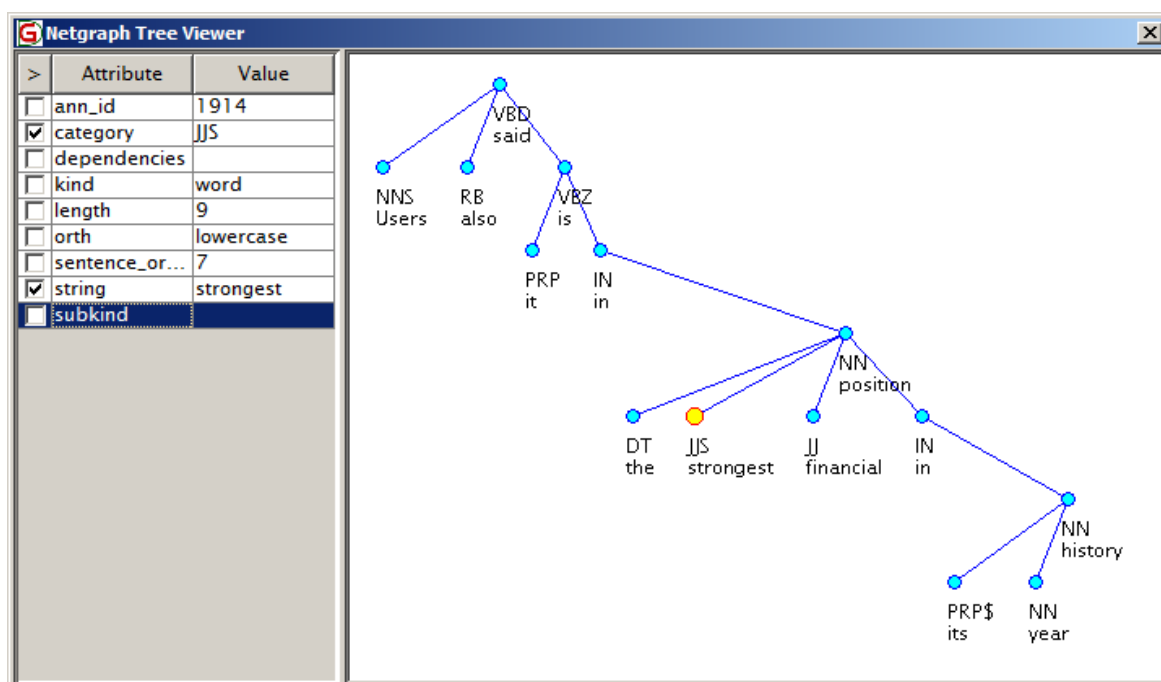 Netgraph Tree Viewer
> Attribute Value
ann_id 1914
category JJS
dependencies
kind word
length 9
orth lowercase
sentence_or... 7
string strongest
subkind
VBD
said
NNS RB VBZ
Users also is
PRP IN
it in
NN
position
DT JJS JJ IN
the strongest financial in
NN
history
PRP$ NN
its year